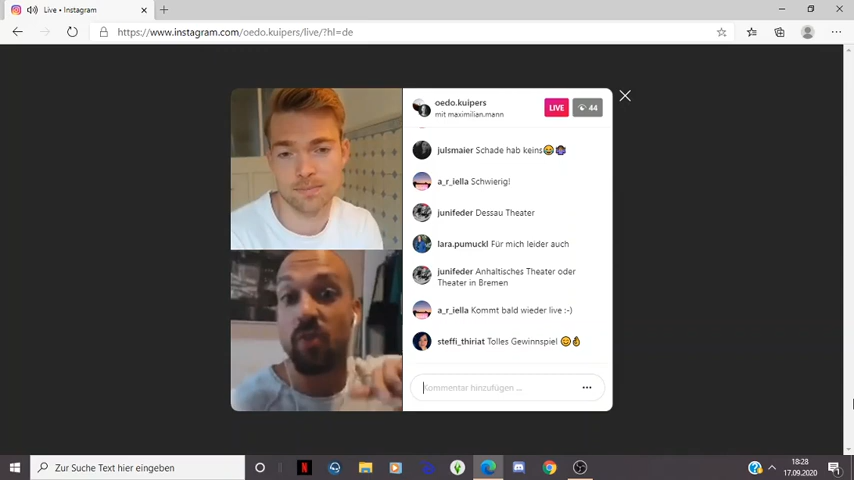 Live • Instagram
https://www.instagram.com/oedo.kuipers/live/?hl=de
oedo.kuipers
mit maximilian.mann
LIVE
44
julsmaier Schade hab keins😂🤷🏾‍♀️
a_r_iella Schwierig!
junifeder Dessau Theater
lara.pumuckl Für mich leider auch
junifeder Anhaltisches Theater oder
Theater in Bremen
a_r_iella Kommt bald wieder live :-)
steffi_thiriat Tolles Gewinnspiel 😊👌
Kommentar hinzufügen ...
Zur Suche Text hier eingeben
18:28
17.09.2020